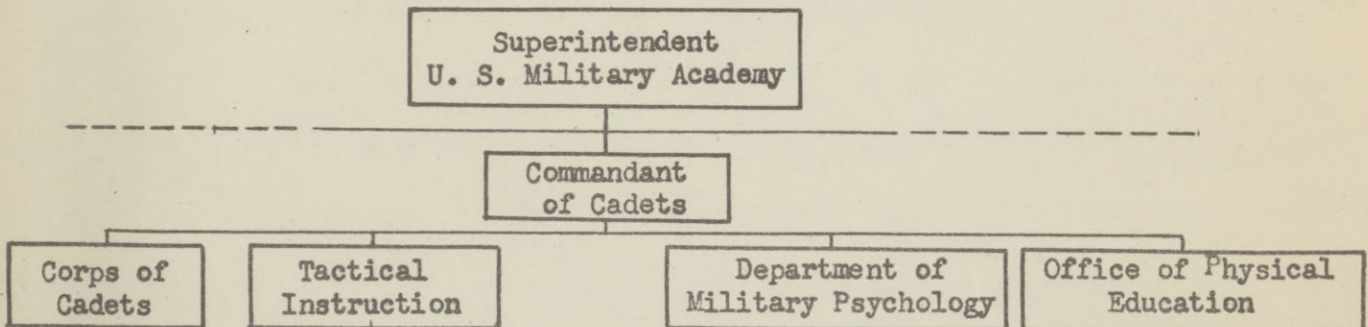 Superintendent
U. S. Military Academy
Commandant
of Cadets
Corps of
Cadets
Tactical
Instruction
Department of
Military Psychology
Office of Physical
Education